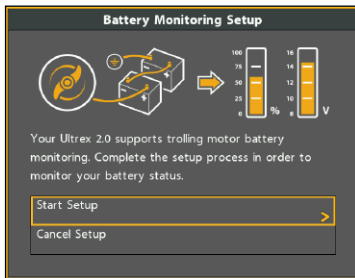 Battery Monitoring Setup
100 16
75 14
50 12
25 10
0 % 8 V
Your Ultrex 2.0 supports trolling motor battery
monitoring. Complete the setup process in order to
monitor your battery status.
Start Setup
>
Cancel Setup